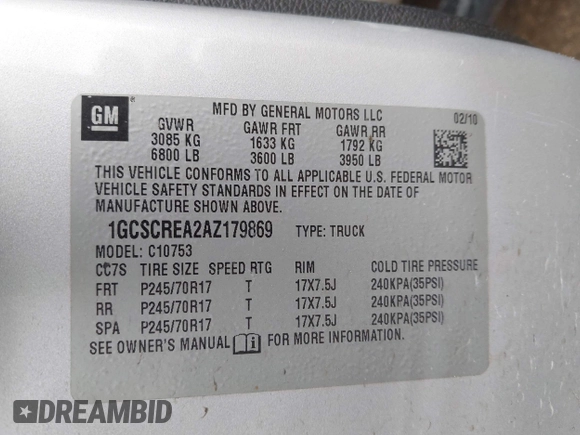 GM
MFD BY GENERAL MOTORS LLC
02/10
GVWR GAWR FRT GAWR RR
3085 KG 1633 KG 1792 KG
6800 LB 3600 LB 3950 LB
THIS VEHICLE CONFORMS TO ALL APPLICABLE U.S. FEDERAL MOTOR
VEHICLE SAFETY STANDARDS IN EFFECT ON THE DATE OF
MANUFACTURE SHOWN ABOVE.
1GCSCREA2AZ179869 TYPE: TRUCK
MODEL: C10753
CC7S TIRE SIZE SPEED RTG RIM COLD TIRE PRESSURE
FRT P245/70R17 T 17X7.5J 240KPA(35PSI)
RR P245/70R17 T 17X7.5J 240KPA(35PSI)
SPA P245/70R17 T 17X7.5J 240KPA(35PSI)
SEE OWNER'S MANUAL FOR MORE INFORMATION.
DREAMBID